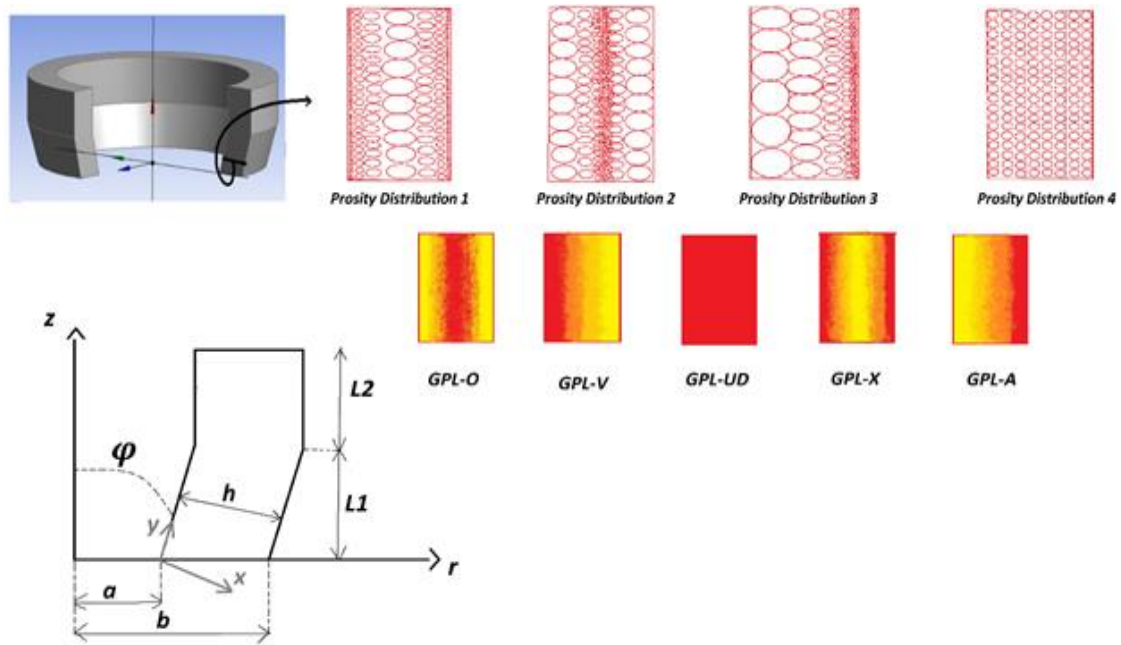 Prosity Distribution 1
Prosity Distribution 2
Prosity Distribution 3
Prosity Distribution 4
GPL-O
GPL-V
GPL-UD
GPL-X
GPL-A
z
L2
φ
h
L1
y
r
x
a
b